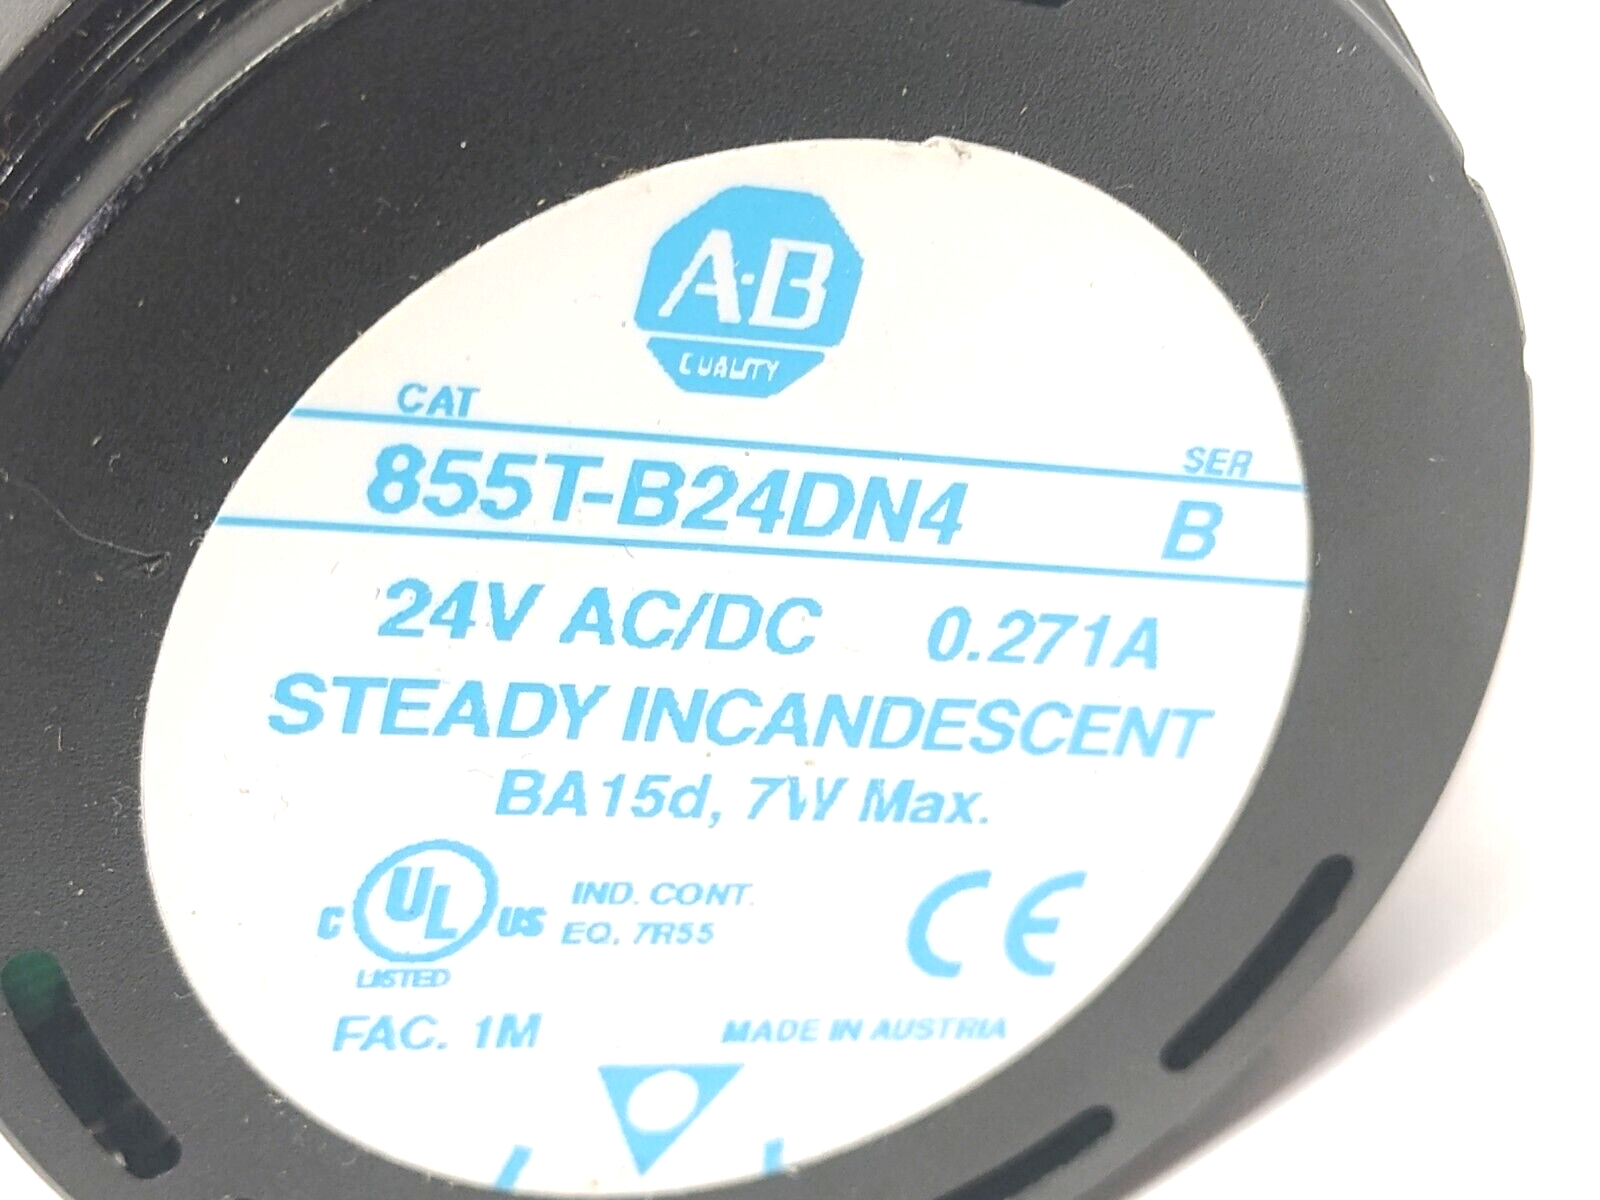 A-B
QUALITY
CAT
SER
855T-B24DN4 B
24V AC/DC 0.271A
STEADY INCANDESCENT
BA15d, 7W Max.
C UL US
LISTED
IND. CONT.
EQ. 7R55
CE
FAC. 1M
MADE IN AUSTRIA